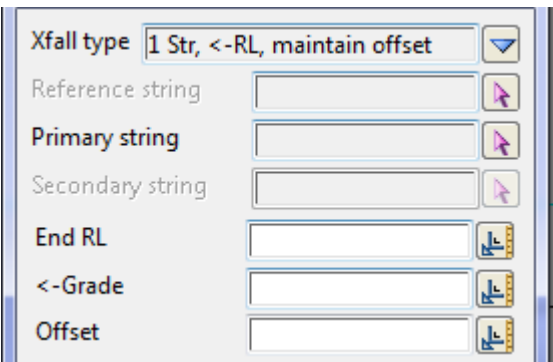 Xfall type 1 Str, <-RL, maintain offset
Reference string
Primary string
Secondary string
End RL
<-Grade
Offset